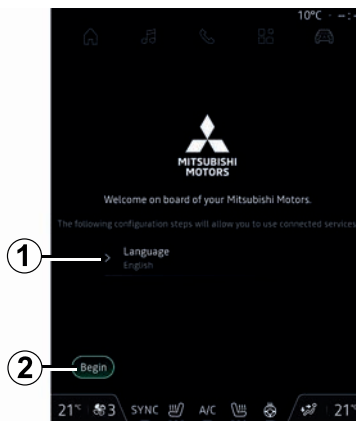 10°C --:-
MITSUBISHI
MOTORS
Welcome on board of your Mitsubishi Motors.
The following configuration steps will allow you to use connected services
1
Language
English
2
Begin
21°C 3 SYNC A/C 21°